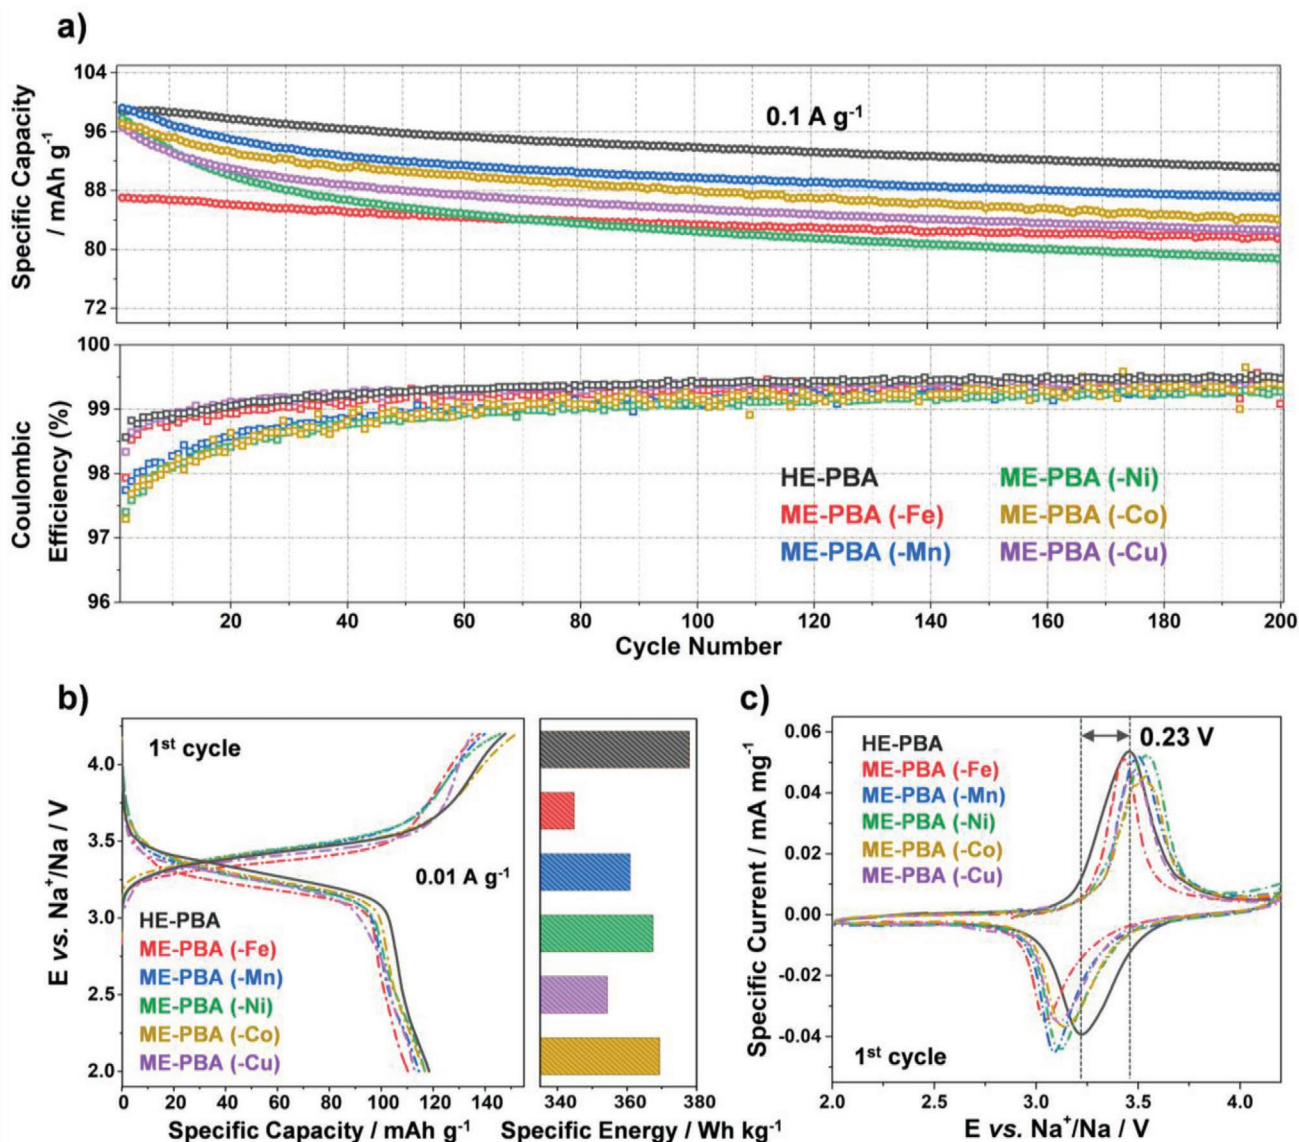 a)
104
96
88
80
72
Specific Capacity
/ mAh g⁻¹
0.1 A g⁻¹
100
99
98
97
96
Coulombic
Efficiency (%)
HE-PBA
ME-PBA (-Fe)
ME-PBA (-Mn)
ME-PBA (-Ni)
ME-PBA (-Co)
ME-PBA (-Cu)
20 40 60 80 100 120 140 160 180 200
Cycle Number
b)
1st cycle
4.0
3.5
3.0
2.5
2.0
E vs. Na⁺/Na / V
0.01 A g⁻¹
HE-PBA
ME-PBA (-Fe)
ME-PBA (-Mn)
ME-PBA (-Ni)
ME-PBA (-Co)
ME-PBA (-Cu)
0 20 40 60 80 100 120 140
Specific Capacity / mAh g⁻¹
340 360 380
Specific Energy / Wh kg⁻¹
c)
0.06
0.04
0.02
0.00
-0.02
-0.04
Specific Current / mA mg⁻¹
HE-PBA
ME-PBA (-Fe)
ME-PBA (-Mn)
ME-PBA (-Ni)
ME-PBA (-Co)
ME-PBA (-Cu)
0.23 V
1st cycle
2.0 2.5 3.0 3.5 4.0
E vs. Na⁺/Na / V